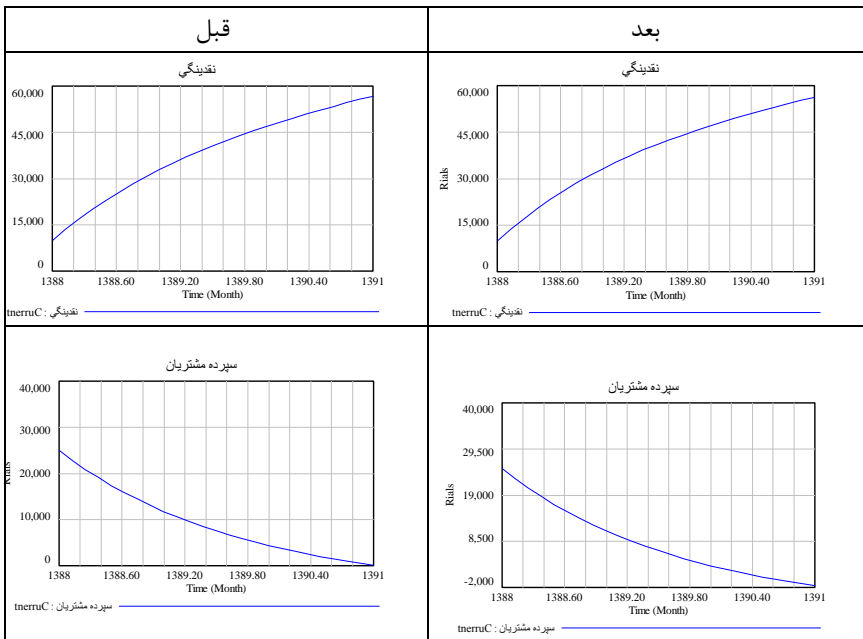 قبل
بعد
نقدينگي
60,000
45,000
30,000
15,000
0
1388 1388.60 1389.20 1389.80 1390.40 1391
Time (Month)
نقدينگي : tnerruC
نقدينگي
60,000
45,000
30,000
15,000
0
Rials
1388 1388.60 1389.20 1389.80 1390.40 1391
Time (Month)
نقدينگي : tnerruC
سپرده مشتريان
40,000
30,000
20,000
10,000
0
Rials
1388 1388.60 1389.20 1389.80 1390.40 1391
Time (Month)
سپرده مشتريان : tnerruC
سپرده مشتريان
40,000
29,500
19,000
8,500
-2,000
Rials
1388 1388.60 1389.20 1389.80 1390.40 1391
Time (Month)
سپرده مشتريان : tnerruC